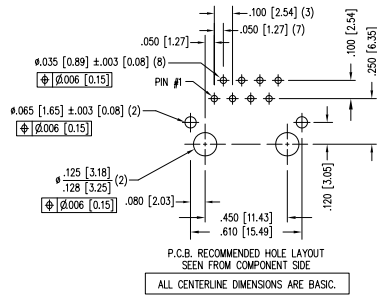 .100 [2.54] (3)
.050 [1.27] (7)
.050 [1.27]
.100 [2.54]
.250 [6.35]
ø.035 [0.89] ±.003 [0.08] (8)
⌖ Ø.006 [0.15]
PIN #1
ø.065 [1.65] ±.003 [0.08] (2)
⌖ Ø.006 [0.15]
ø .125 [3.18]
.128 [3.25] (2)
⌖ Ø.006 [0.15]
.080 [2.03]
.120 [3.05]
.450 [11.43]
.610 [15.49]
P.C.B. RECOMMENDED HOLE LAYOUT
SEEN FROM COMPONENT SIDE
ALL CENTERLINE DIMENSIONS ARE BASIC.